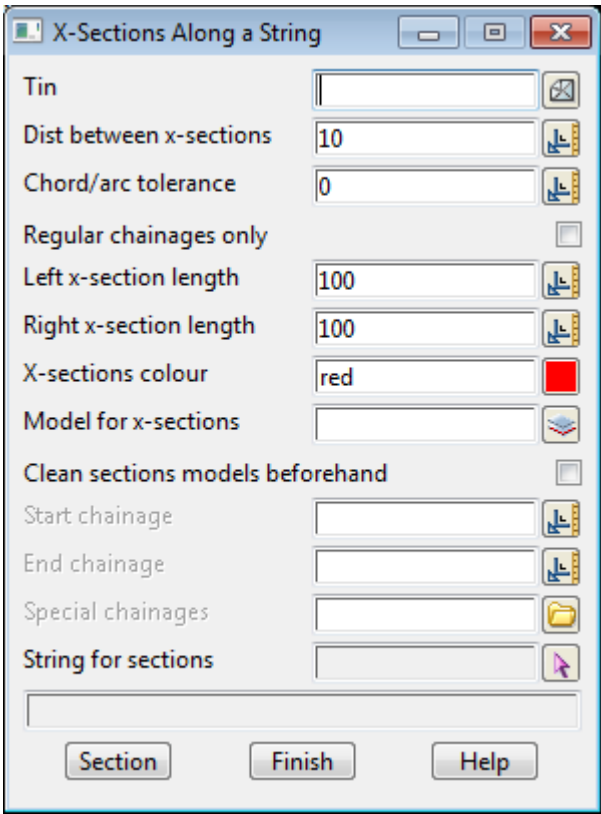 X-Sections Along a String
Tin
Dist between x-sections 10
Chord/arc tolerance 0
Regular chainages only
Left x-section length 100
Right x-section length 100
X-sections colour red
Model for x-sections
Clean sections models beforehand
Start chainage
End chainage
Special chainages
String for sections
Section Finish Help